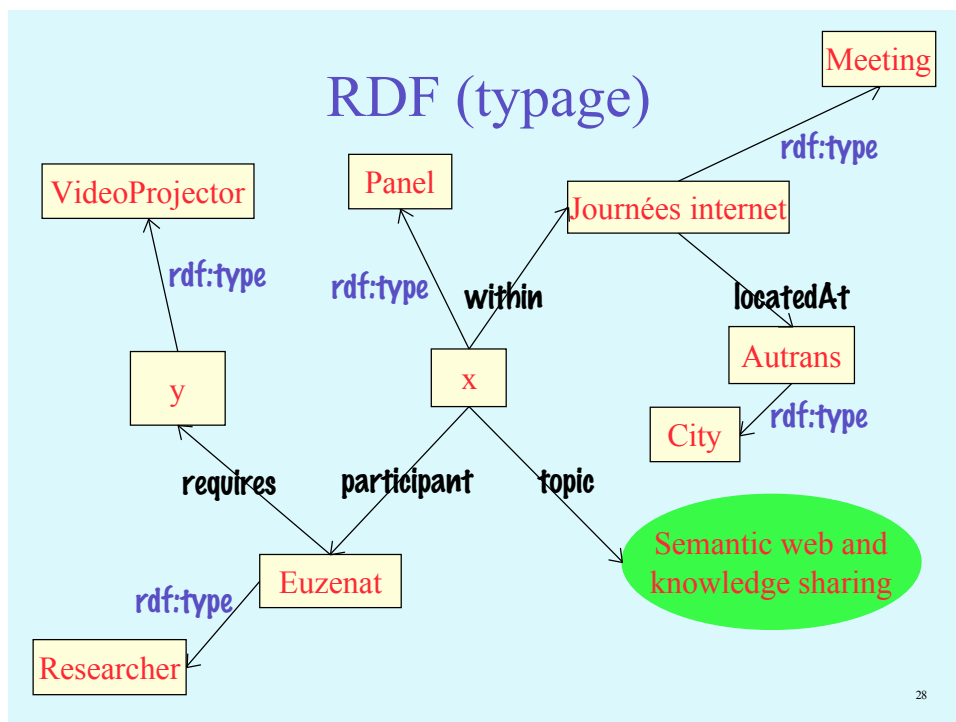 Meeting
RDF (typage)
rdf:type
VideoProjector
Panel
Journées internet
rdf:type
rdf:type
within
locatedAt
y
x
Autrans
City
rdf:type
requires
participant
topic
Semantic web and
knowledge sharing
Euzenat
rdf:type
Researcher
28